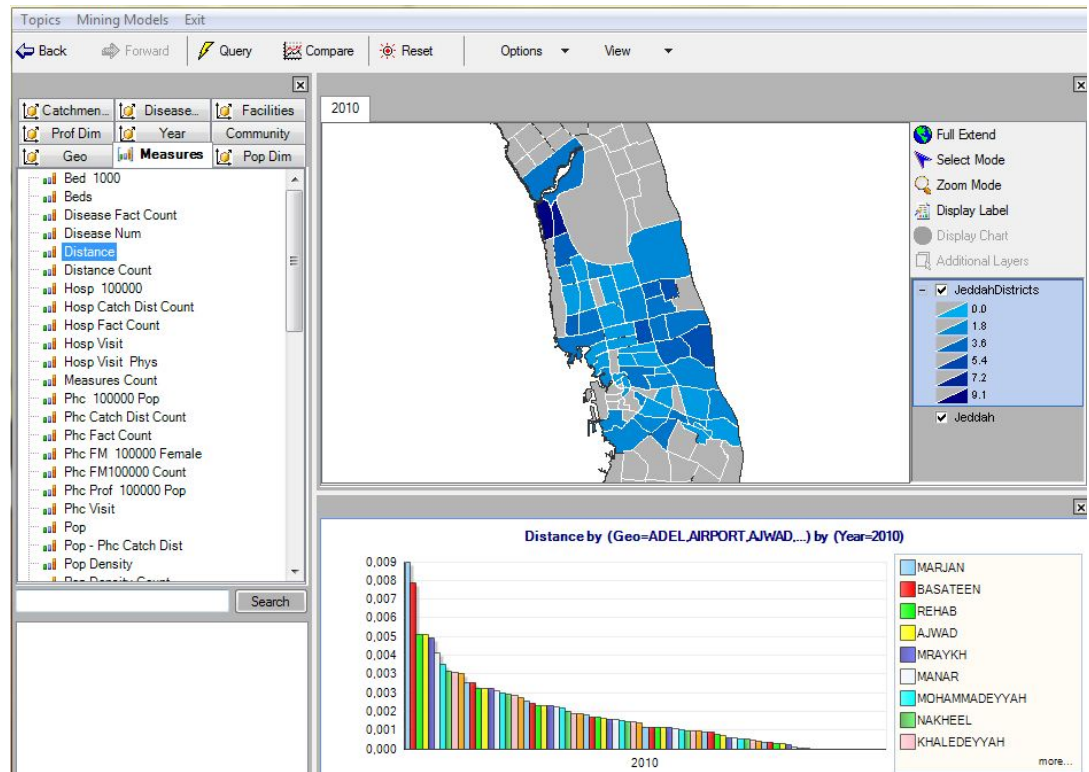 Topics Mining Models Exit
Back Forward Query Compare Reset Options View
Catchmen... Disease... Facilities
Prof Dim Year Community
Geo Measures Pop Dim
Bed 1000
Beds
Disease Fact Count
Disease Num
Distance
Distance Count
Hosp 100000
Hosp Catch Dist Count
Hosp Fact Count
Hosp Visit
Hosp Visit Phys
Measures Count
Phc 100000 Pop
Phc Catch Dist Count
Phc Fact Count
Phc FM 100000 Female
Phc FM100000 Count
Phc Prof 100000 Pop
Phc Visit
Pop
Pop - Phc Catch Dist
Pop Density
Pop Density Count
Search
2010
Full Extend
Select Mode
Zoom Mode
Display Label
Display Chart
Additional Layers
JeddahDistricts
0.0
1.8
3.6
5.4
7.2
9.1
Jeddah
Distance by (Geo=ADEL,AIRPORT,AJWAD,...) by (Year=2010)
0,009
0,008
0,007
0,006
0,005
0,004
0,003
0,002
0,001
0,000
2010
MARJAN
BASATEEN
REHAB
AJWAD
MRAYKH
MANAR
MOHAMMADEYYAH
NAKHEEL
KHALEDEYYAH
more...